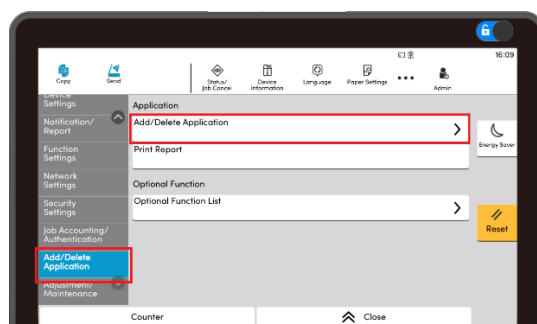 16:09
Copy
Send
Status/
Job Cancel
Device
Information
Language
Paper Settings
Admin
Device
Settings
Notification/
Report
Function
Settings
Network
Settings
Security
Settings
Job Accounting/
Authentication
Add/Delete
Application
Adjustment/
Maintenance
Application
Add/Delete Application
Print Report
Optional Function
Optional Function List
Energy Saver
Reset
Counter
Close